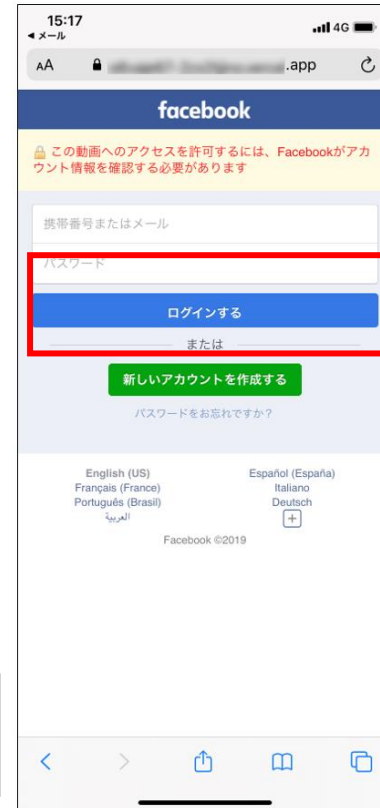 15:17
4G
◀ メール
AA .app
facebook
この動画へのアクセスを許可するには、Facebookがアカ
ウント情報を確認する必要があります
携帯番号またはメール
パスワード
ログインする
または
新しいアカウントを作成する
パスワードをお忘れですか?
English (US) Español (España)
Français (France) Italiano
Português (Brasil) Deutsch
العربية +
Facebook ©2019